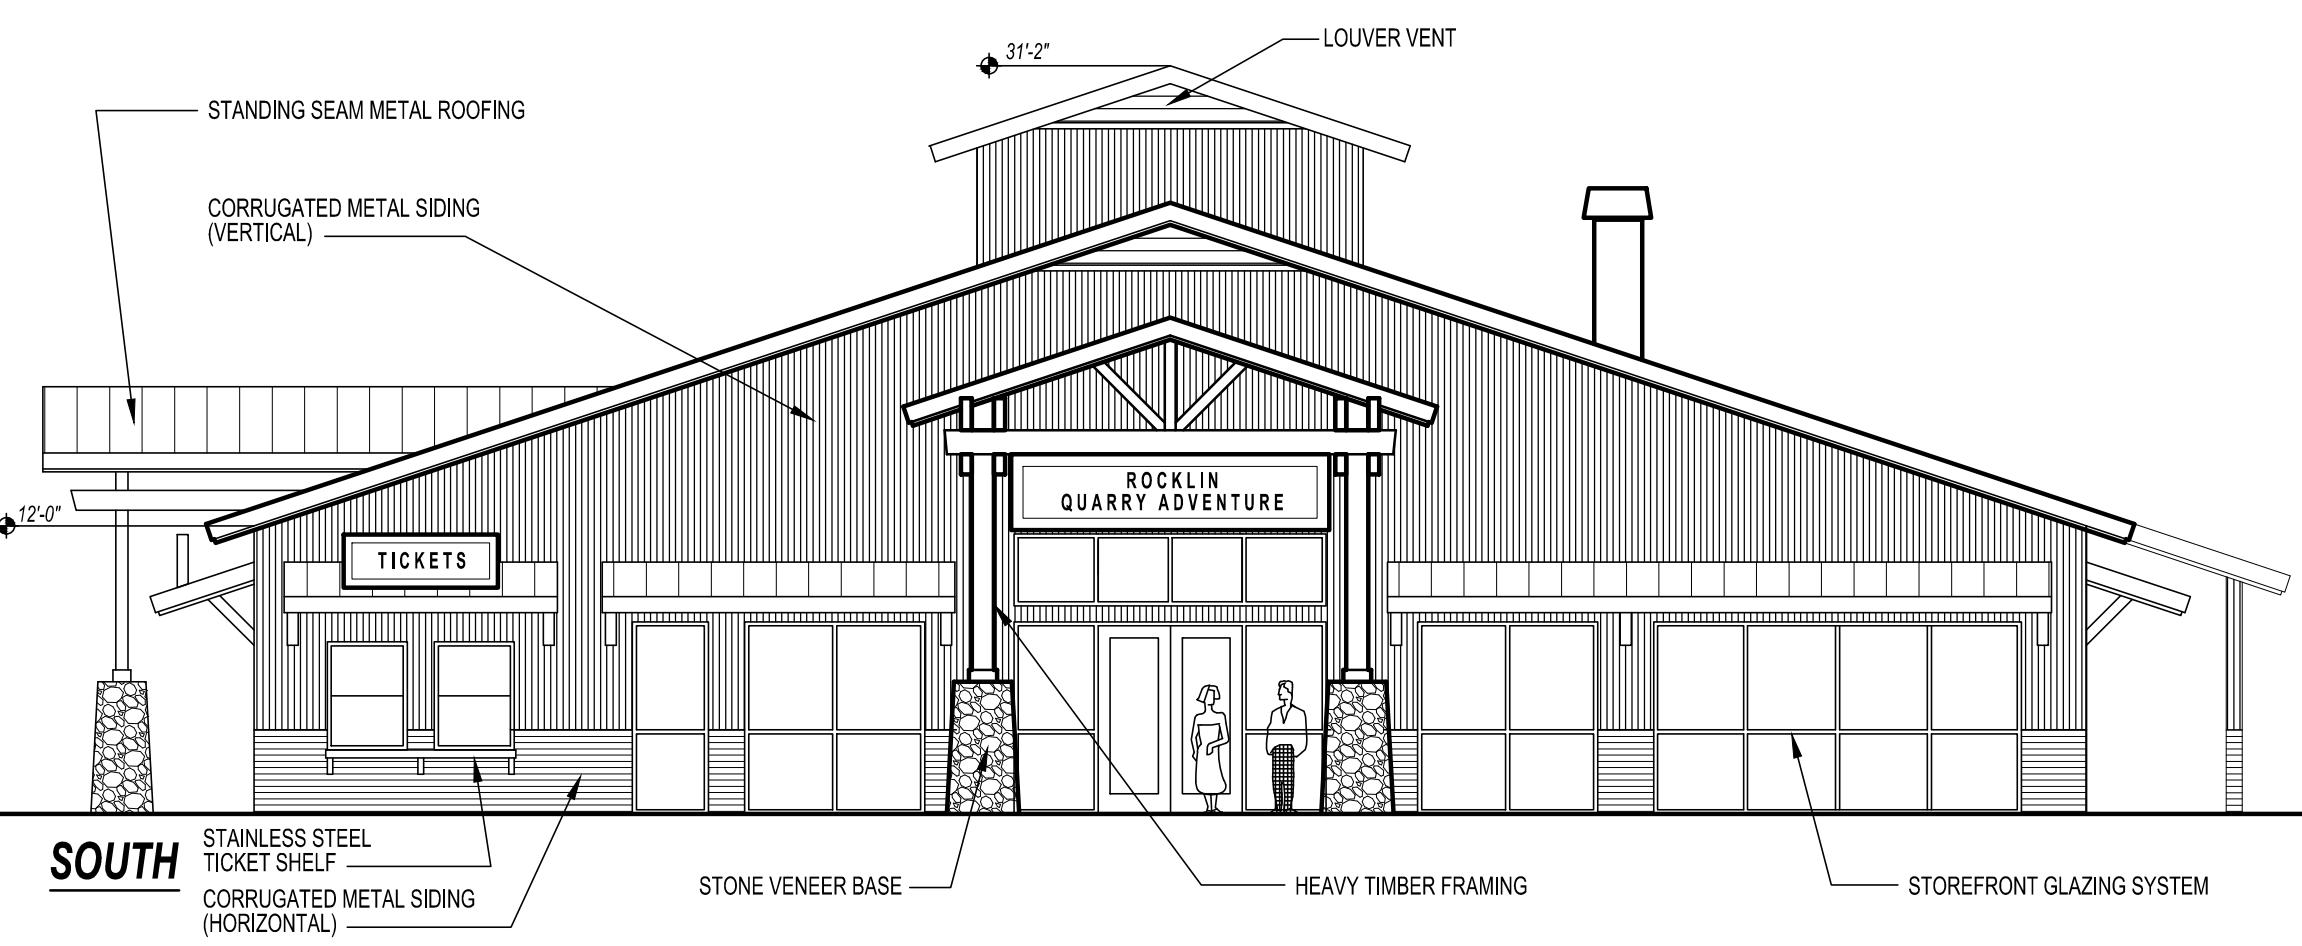 31'-2"
LOUVER VENT
STANDING SEAM METAL ROOFING
CORRUGATED METAL SIDING
(VERTICAL)
ROCKLIN
QUARRY ADVENTURE
12'-0"
TICKETS
SOUTH
STAINLESS STEEL
TICKET SHELF
CORRUGATED METAL SIDING
(HORIZONTAL)
STONE VENEER BASE
HEAVY TIMBER FRAMING
STOREFRONT GLAZING SYSTEM